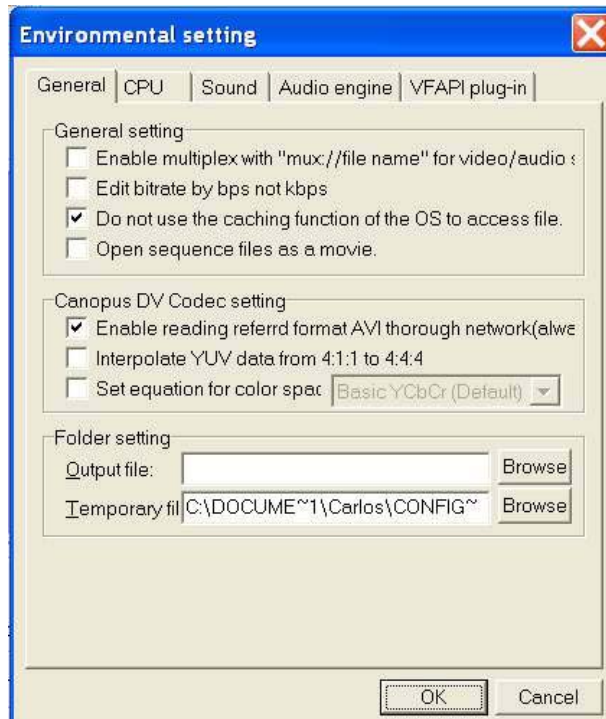 Environmental setting
General CPU Sound Audio engine VFAPI plug-in
General setting
Enable multiplex with "mux://file name" for video/audio s
Edit bitrate by bps not kbps
Do not use the caching function of the OS to access file.
Open sequence files as a movie.
Canopus DV Codec setting
Enable reading referrd format AVI thorough network(alwa
Interpolate YUV data from 4:1:1 to 4:4:4
Set equation for color spac Basic YCbCr (Default)
Folder setting
Output file: Browse
Temporary fil C:\DOCUME~1\Carlos\CONFIG~ Browse
OK Cancel